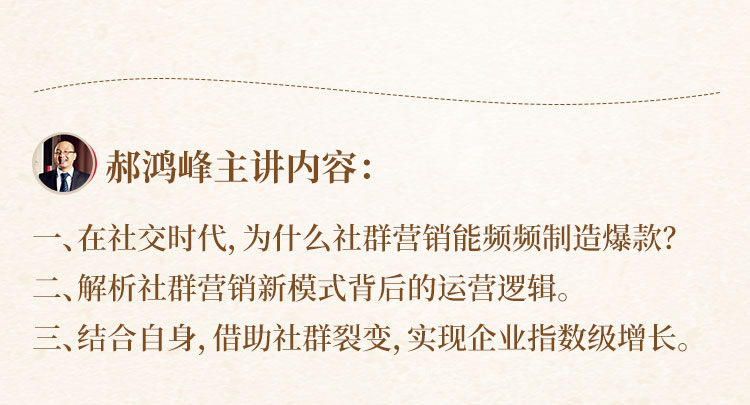 郝鸿峰主讲内容：
一、在社交时代，为什么社群营销能频频制造爆款？
二、解析社群营销新模式背后的运营逻辑。
三、结合自身，借助社群裂变，实现企业指数级增长。